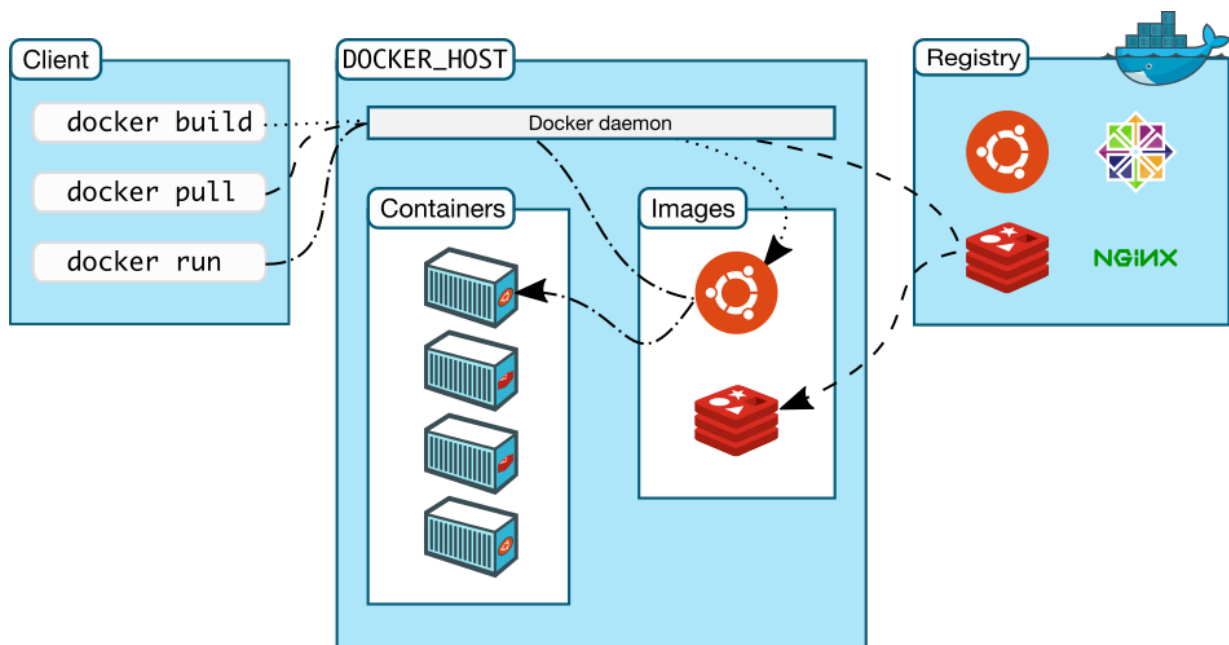 Client
docker build
docker pull
docker run
DOCKER_HOST
Docker daemon
Containers
Images
Registry
NGiNX